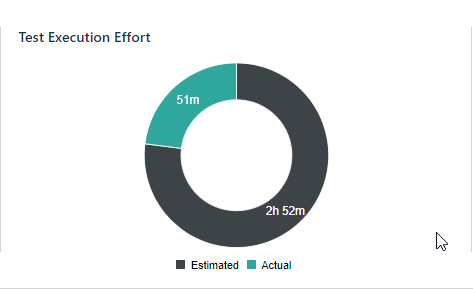 Test Execution Effort
51m
2h 52m
Estimated Actual